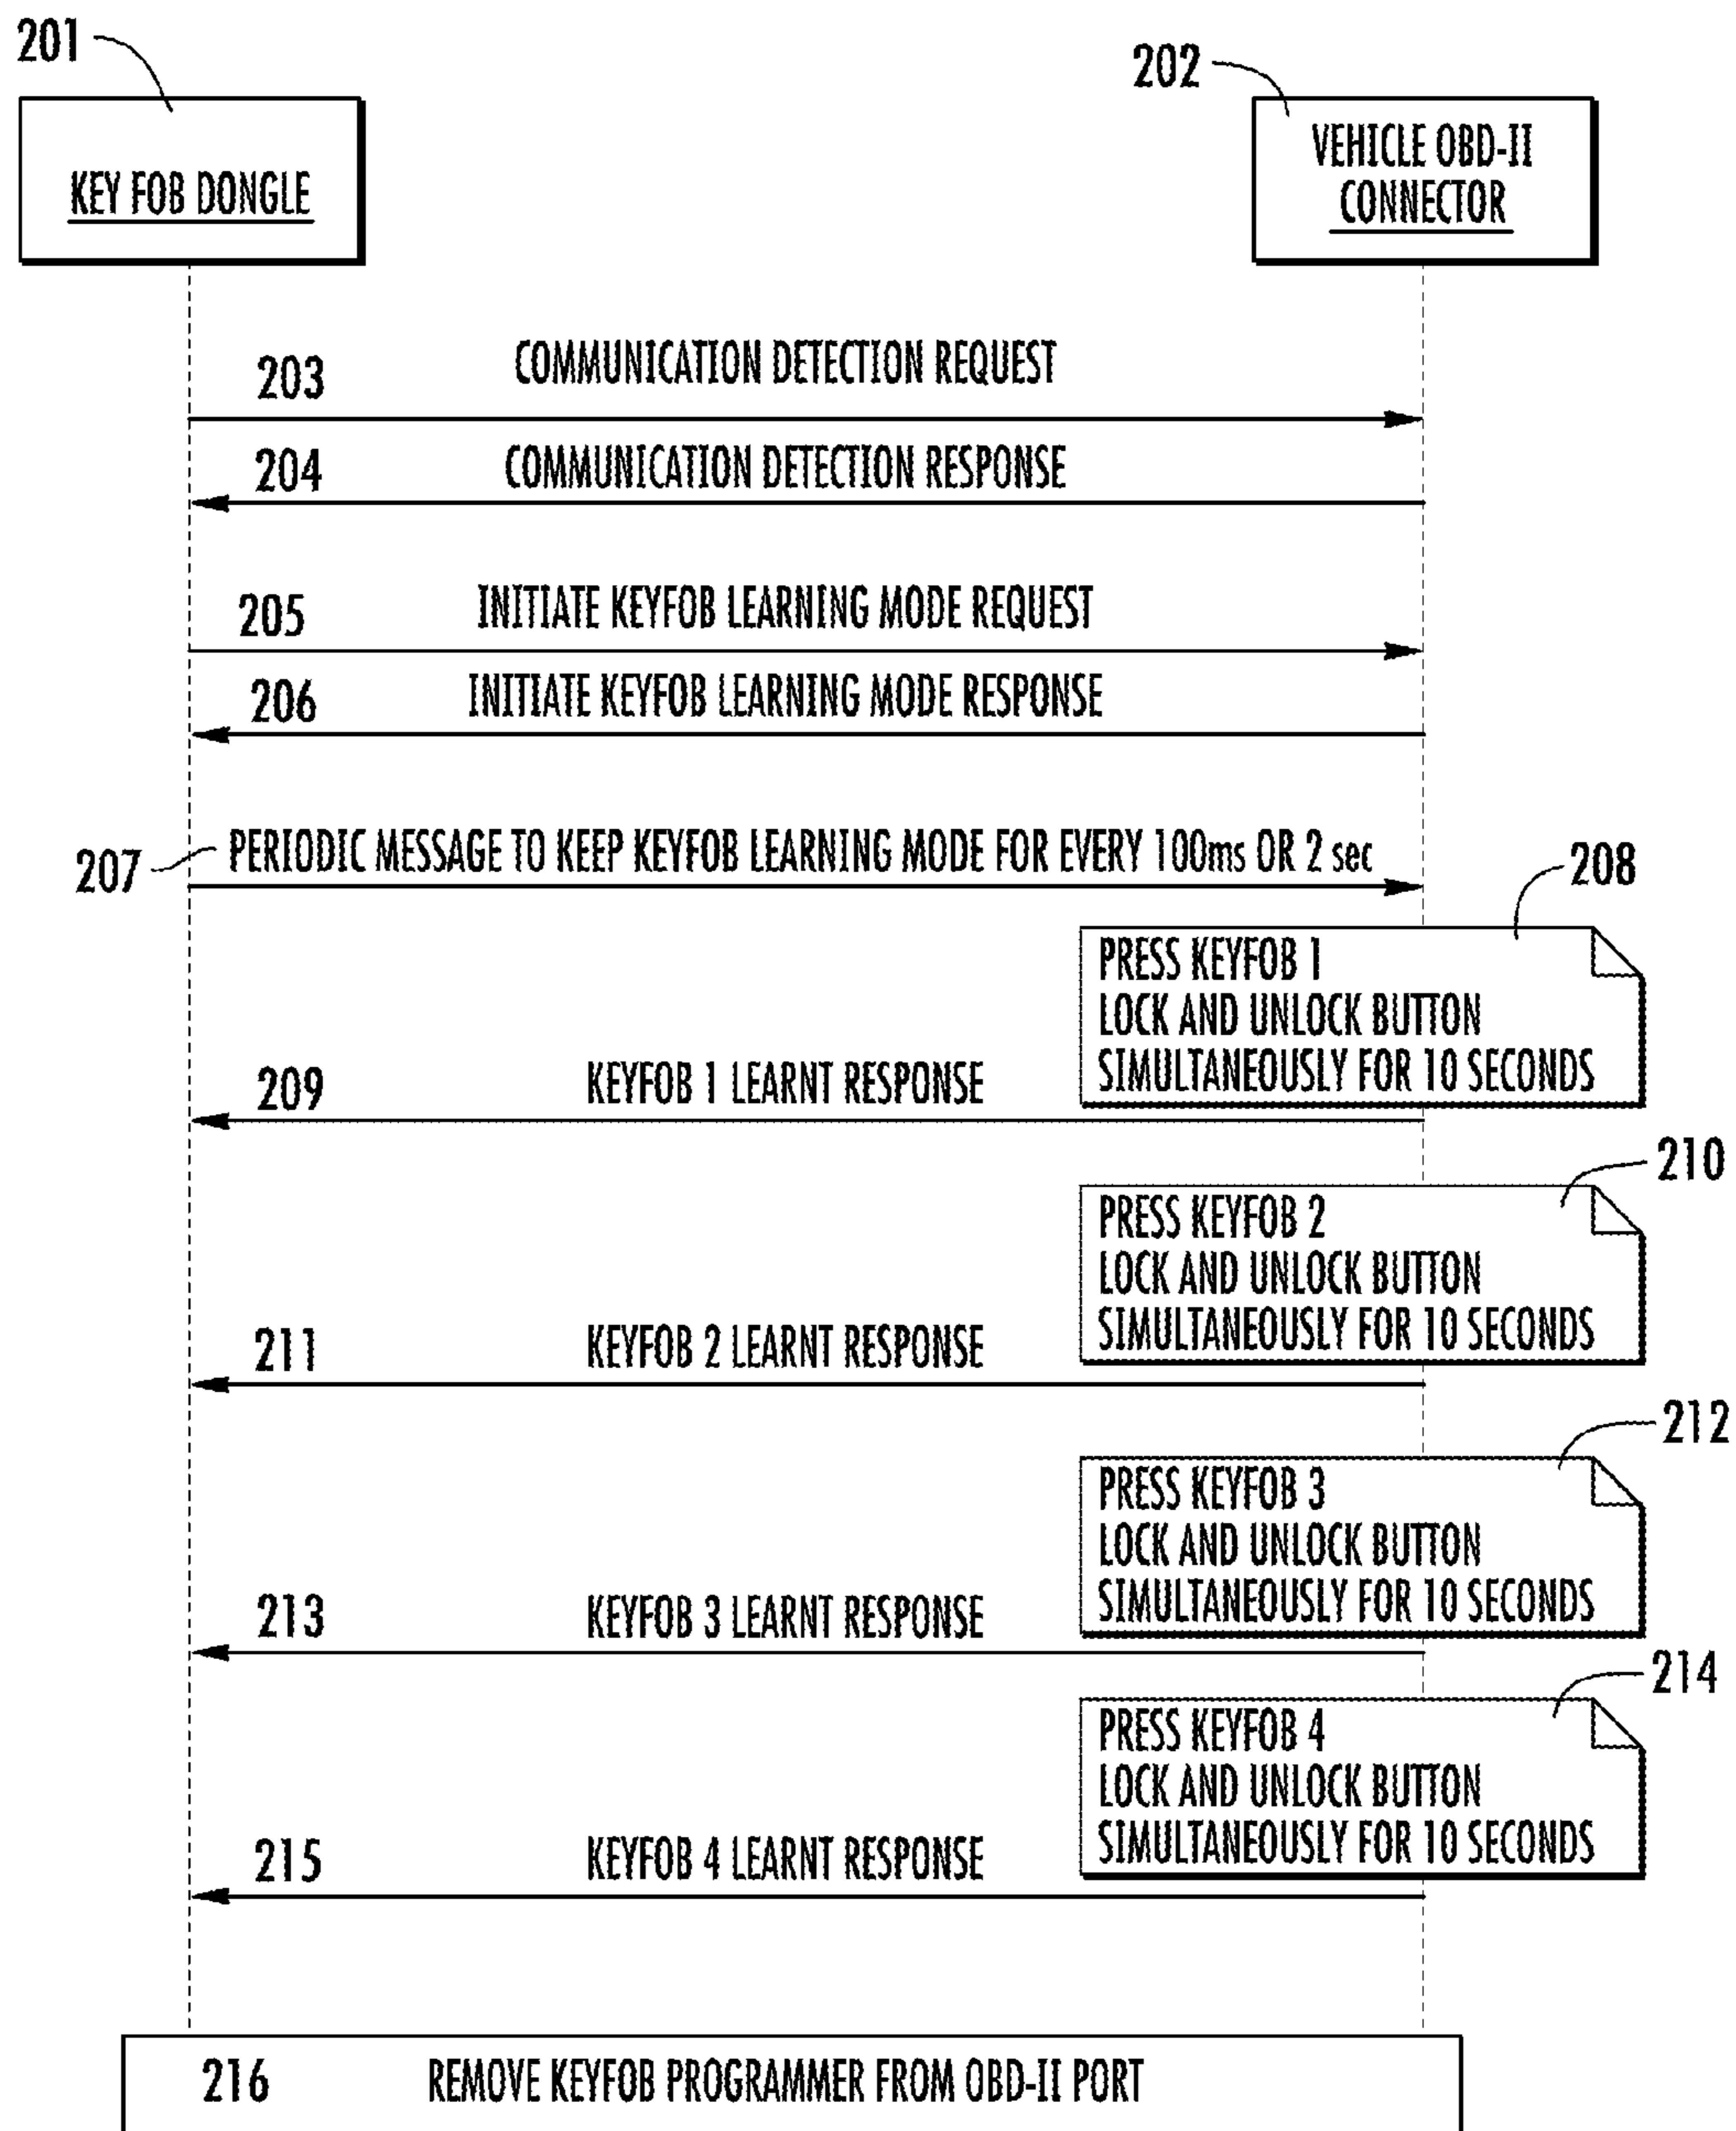 201
202
KEY FOB DONGLE
VEHICLE OBD-II
CONNECTOR
203
COMMUNICATION DETECTION REQUEST
204
COMMUNICATION DETECTION RESPONSE
205
INITIATE KEYFOB LEARNING MODE REQUEST
206
INITIATE KEYFOB LEARNING MODE RESPONSE
207
PERIODIC MESSAGE TO KEEP KEYFOB LEARNING MODE FOR EVERY 100ms OR 2 sec
208
PRESS KEYFOB 1
LOCK AND UNLOCK BUTTON
SIMULTANEOUSLY FOR 10 SECONDS
209
KEYFOB 1 LEARNT RESPONSE
210
PRESS KEYFOB 2
LOCK AND UNLOCK BUTTON
SIMULTANEOUSLY FOR 10 SECONDS
211
KEYFOB 2 LEARNT RESPONSE
212
PRESS KEYFOB 3
LOCK AND UNLOCK BUTTON
SIMULTANEOUSLY FOR 10 SECONDS
213
KEYFOB 3 LEARNT RESPONSE
214
PRESS KEYFOB 4
LOCK AND UNLOCK BUTTON
SIMULTANEOUSLY FOR 10 SECONDS
215
KEYFOB 4 LEARNT RESPONSE
216
REMOVE KEYFOB PROGRAMMER FROM OBD-II PORT